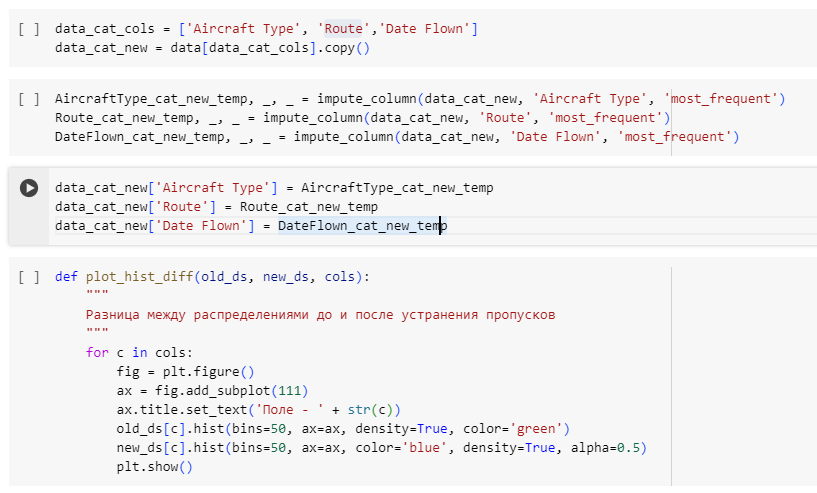 [ ] data_cat_cols = ['Aircraft Type', 'Route','Date Flown']
data_cat_new = data[data_cat_cols].copy()
[ ] AircraftType_cat_new_temp, _, _ = impute_column(data_cat_new, 'Aircraft Type', 'most_frequent')
Route_cat_new_temp, _, _ = impute_column(data_cat_new, 'Route', 'most_frequent')
DateFlown_cat_new_temp, _, _ = impute_column(data_cat_new, 'Date Flown', 'most_frequent')
data_cat_new['Aircraft Type'] = AircraftType_cat_new_temp
data_cat_new['Route'] = Route_cat_new_temp
data_cat_new['Date Flown'] = DateFlown_cat_new_temp
[ ] def plot_hist_diff(old_ds, new_ds, cols):
"""
Разница между распределениями до и после устранения пропусков
"""
for c in cols:
fig = plt.figure()
ax = fig.add_subplot(111)
ax.title.set_text('Поле - ' + str(c))
old_ds[c].hist(bins=50, ax=ax, density=True, color='green')
new_ds[c].hist(bins=50, ax=ax, color='blue', density=True, alpha=0.5)
plt.show()